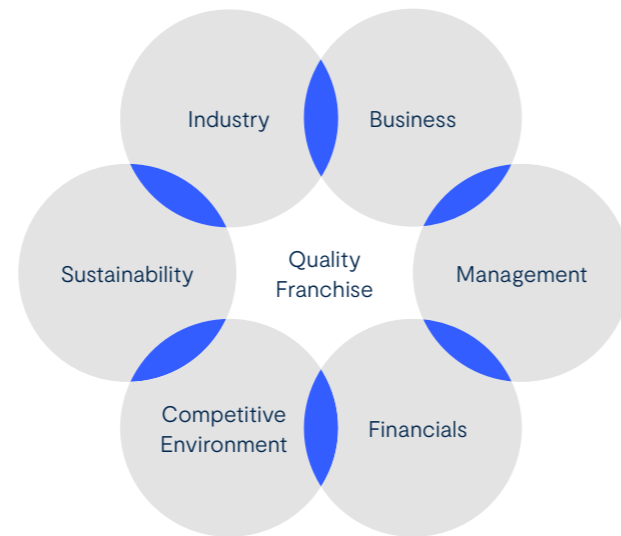 Industry
Business
Sustainability
Quality
Franchise
Management
Competitive
Environment
Financials